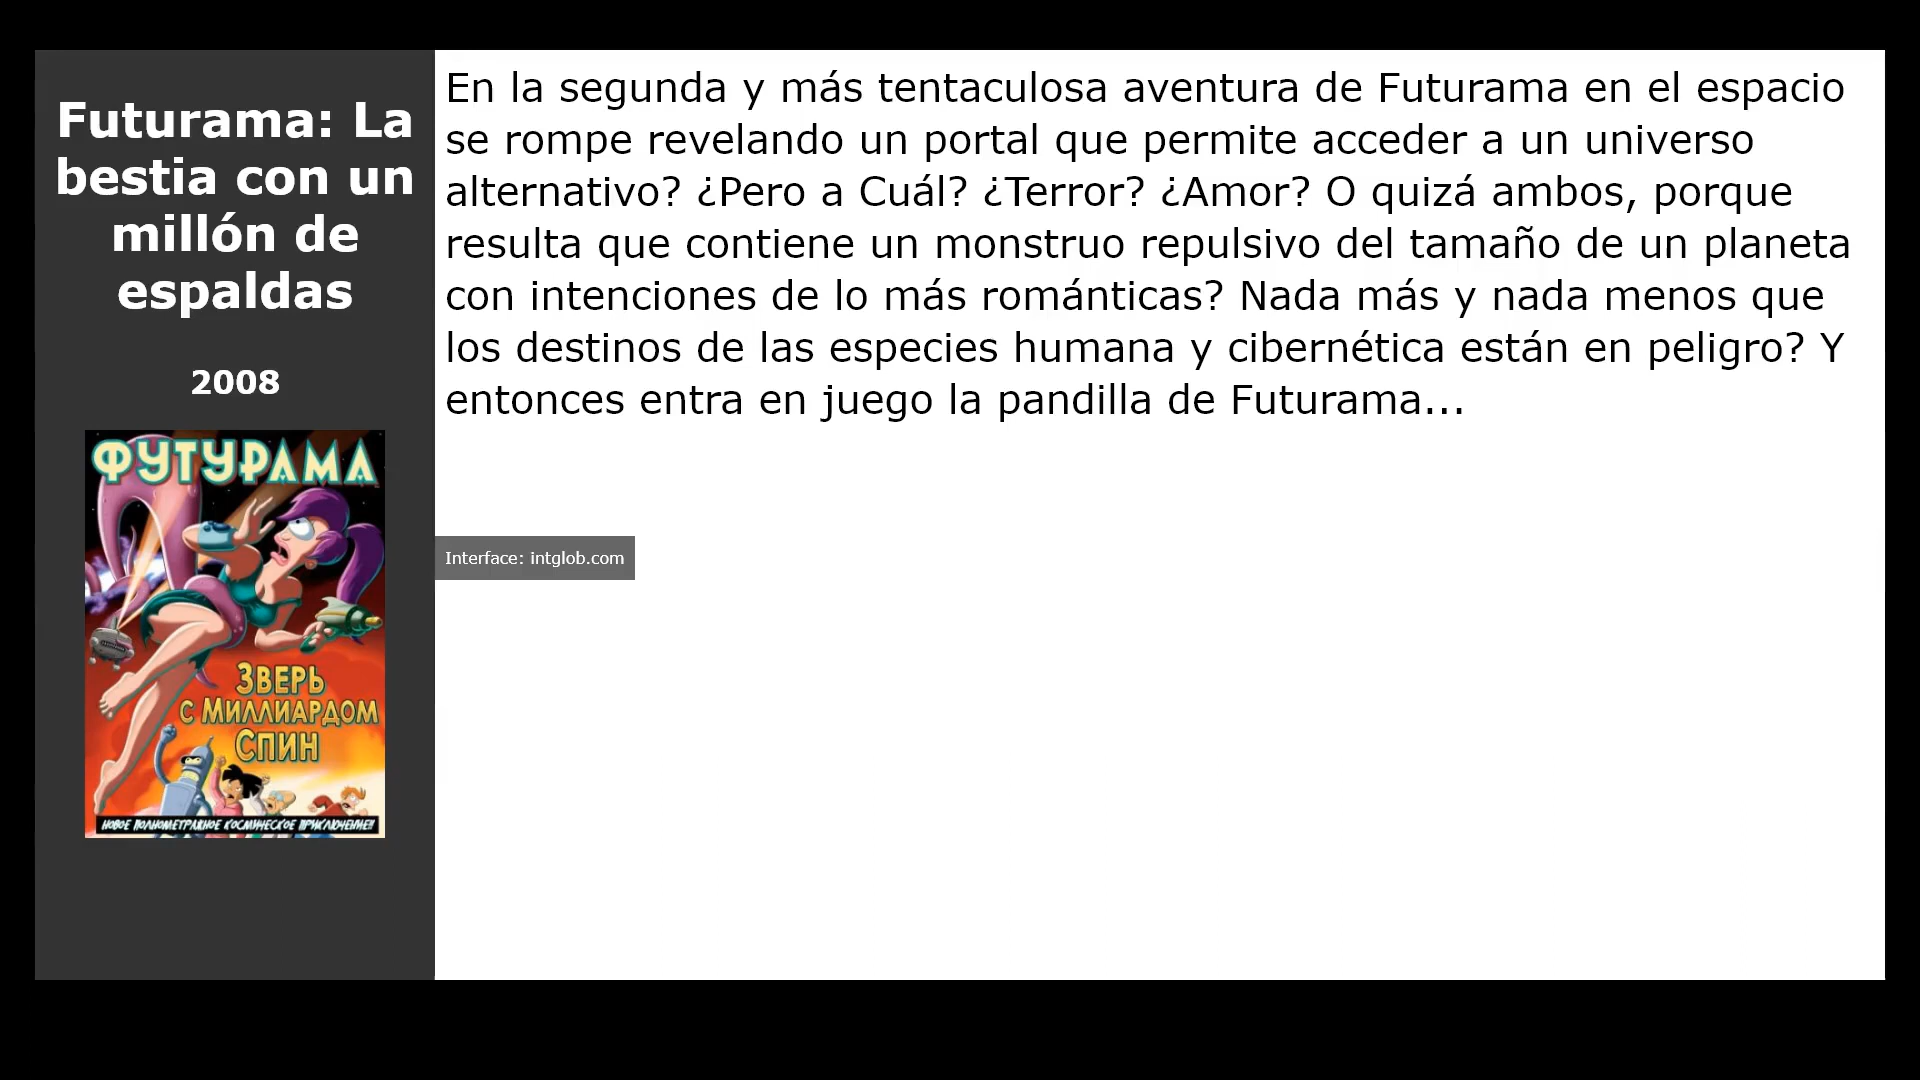 Futurama: La
bestia con un
millón de
espaldas
2008
ФУТУРАМА
ЗВЕРЬ
С МИЛЛИАРДОМ
СПИН
НОВОЕ ПОЛНОМЕТРАЖНОЕ КОСМИЧЕСКОЕ ПРИКЛЮЧЕНИЕ!!
En la segunda y más tentaculosa aventura de Futurama en el espacio
se rompe revelando un portal que permite acceder a un universo
alternativo? ¿Pero a Cuál? ¿Terror? ¿Amor? O quizá ambos, porque
resulta que contiene un monstruo repulsivo del tamaño de un planeta
con intenciones de lo más románticas? Nada más y nada menos que
los destinos de las especies humana y cibernética están en peligro? Y
entonces entra en juego la pandilla de Futurama...
Interface: intglob.com